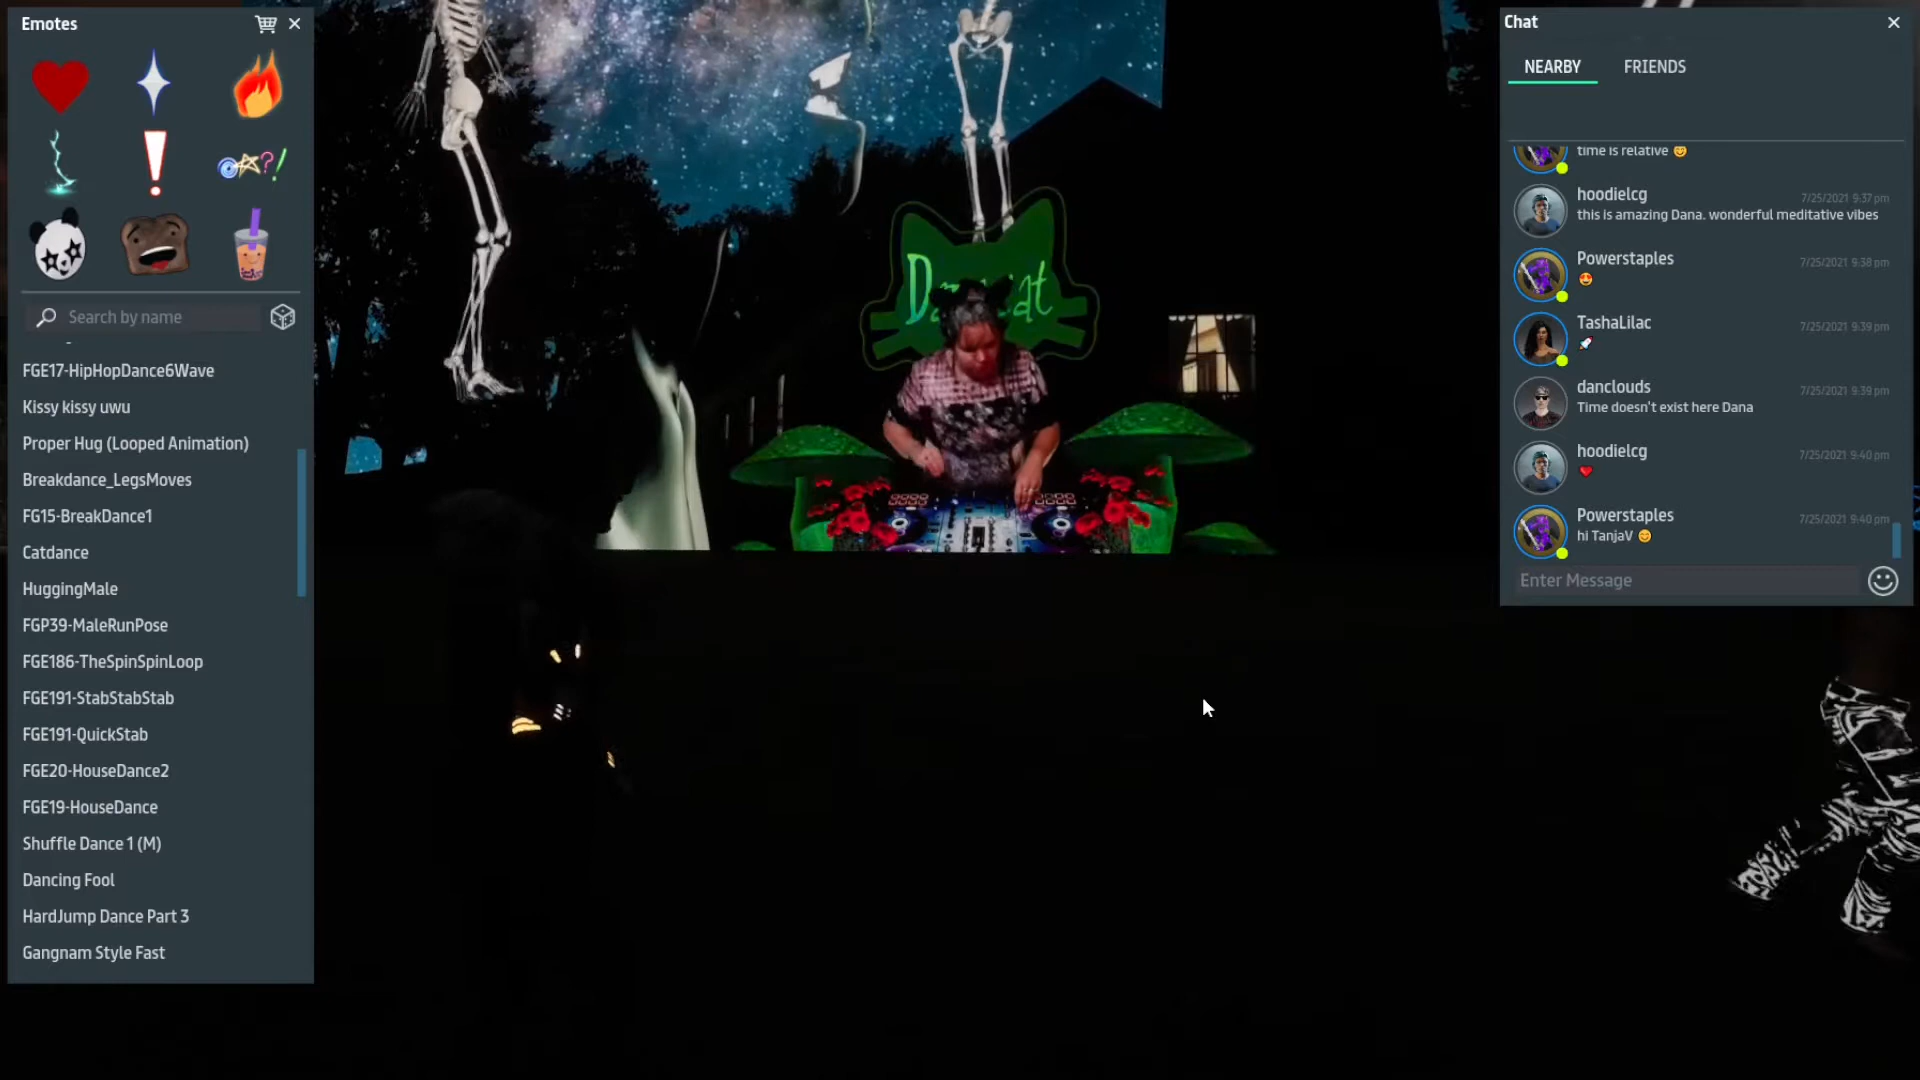 Emotes
Search by name
FGE17-HipHopDance6Wave
Kissy kissy uwu
Proper Hug (Looped Animation)
Breakdance_LegsMoves
FG15-BreakDance1
Catdance
HuggingMale
FGP39-MaleRunPose
FGE186-TheSpinSpinLoop
FGE191-StabStabStab
FGE191-QuickStab
FGE20-HouseDance2
FGE19-HouseDance
Shuffle Dance 1 (M)
Dancing Fool
HardJump Dance Part 3
Gangnam Style Fast
Chat
NEARBY FRIENDS
time is relative 😊
hoodielcg 7/25/2021 9:37 pm
this is amazing Dana. wonderful meditative vibes
Powerstaples 7/25/2021 9:38 pm
😍
TashaLilac 7/25/2021 9:39 pm
🚀
danclouds 7/25/2021 9:39 pm
Time doesn't exist here Dana
hoodielcg 7/25/2021 9:40 pm
❤️
Powerstaples 7/25/2021 9:40 pm
hi TanjaV 😊
Enter Message